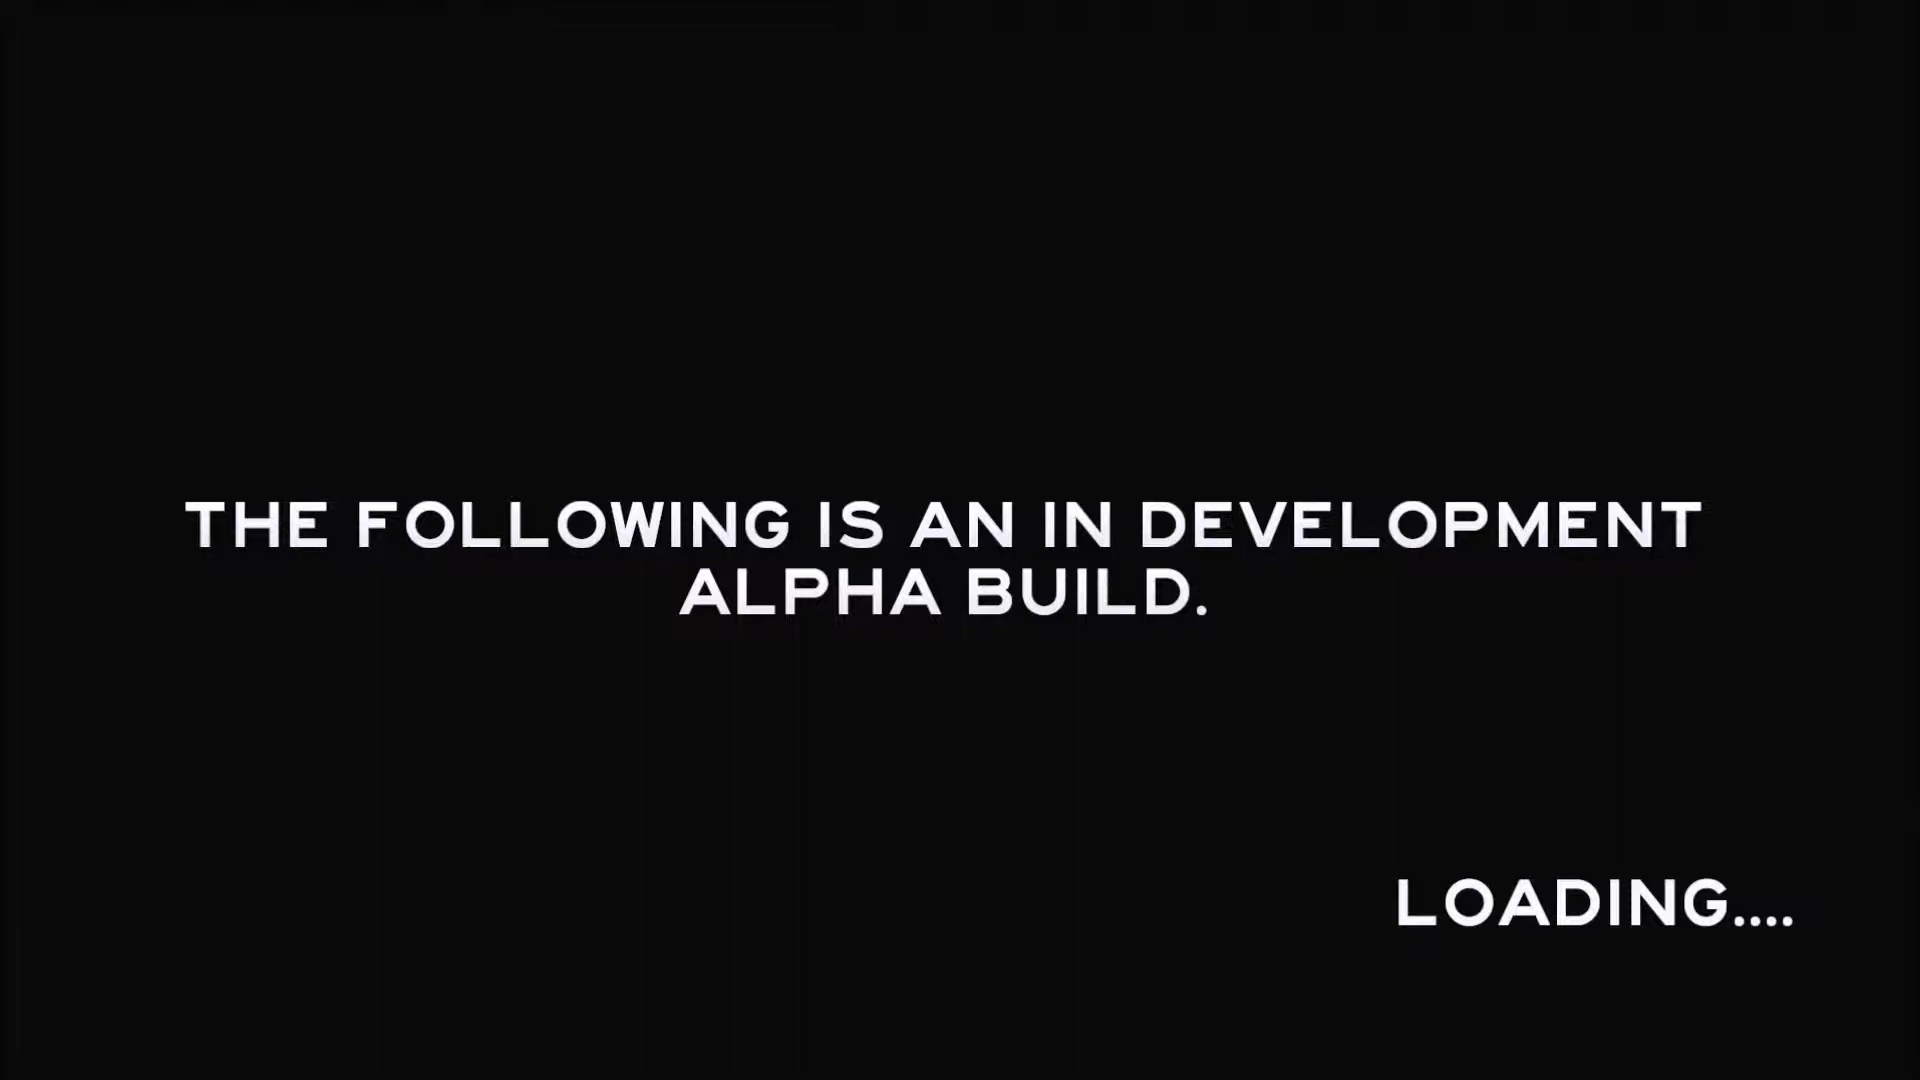 THE FOLLOWING IS AN IN DEVELOPMENT
ALPHA BUILD.
LOADING....